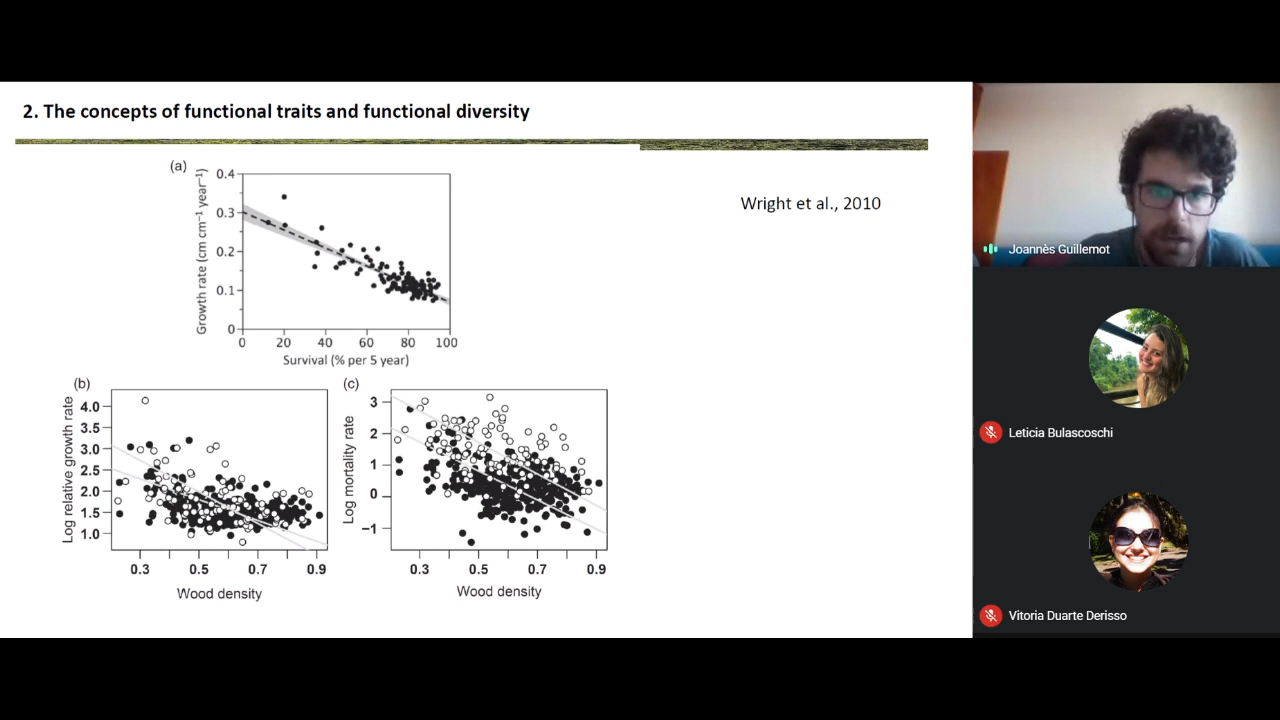 2. The concepts of functional traits and functional diversity
Wright et al., 2010
(a)
Growth rate (cm cm⁻¹ year⁻¹)
0.4
0.3
0.2
0.1
0
0 20 40 60 80 100
Survival (% per 5 year)
(b)
Log relative growth rate
4.0
3.5
3.0
2.5
2.0
1.5
1.0
0.3 0.5 0.7 0.9
Wood density
(c)
Log mortality rate
3
2
1
0
−1
0.3 0.5 0.7 0.9
Wood density
Joannès Guillemot
Leticia Bulascoschi
Vitoria Duarte Derisso